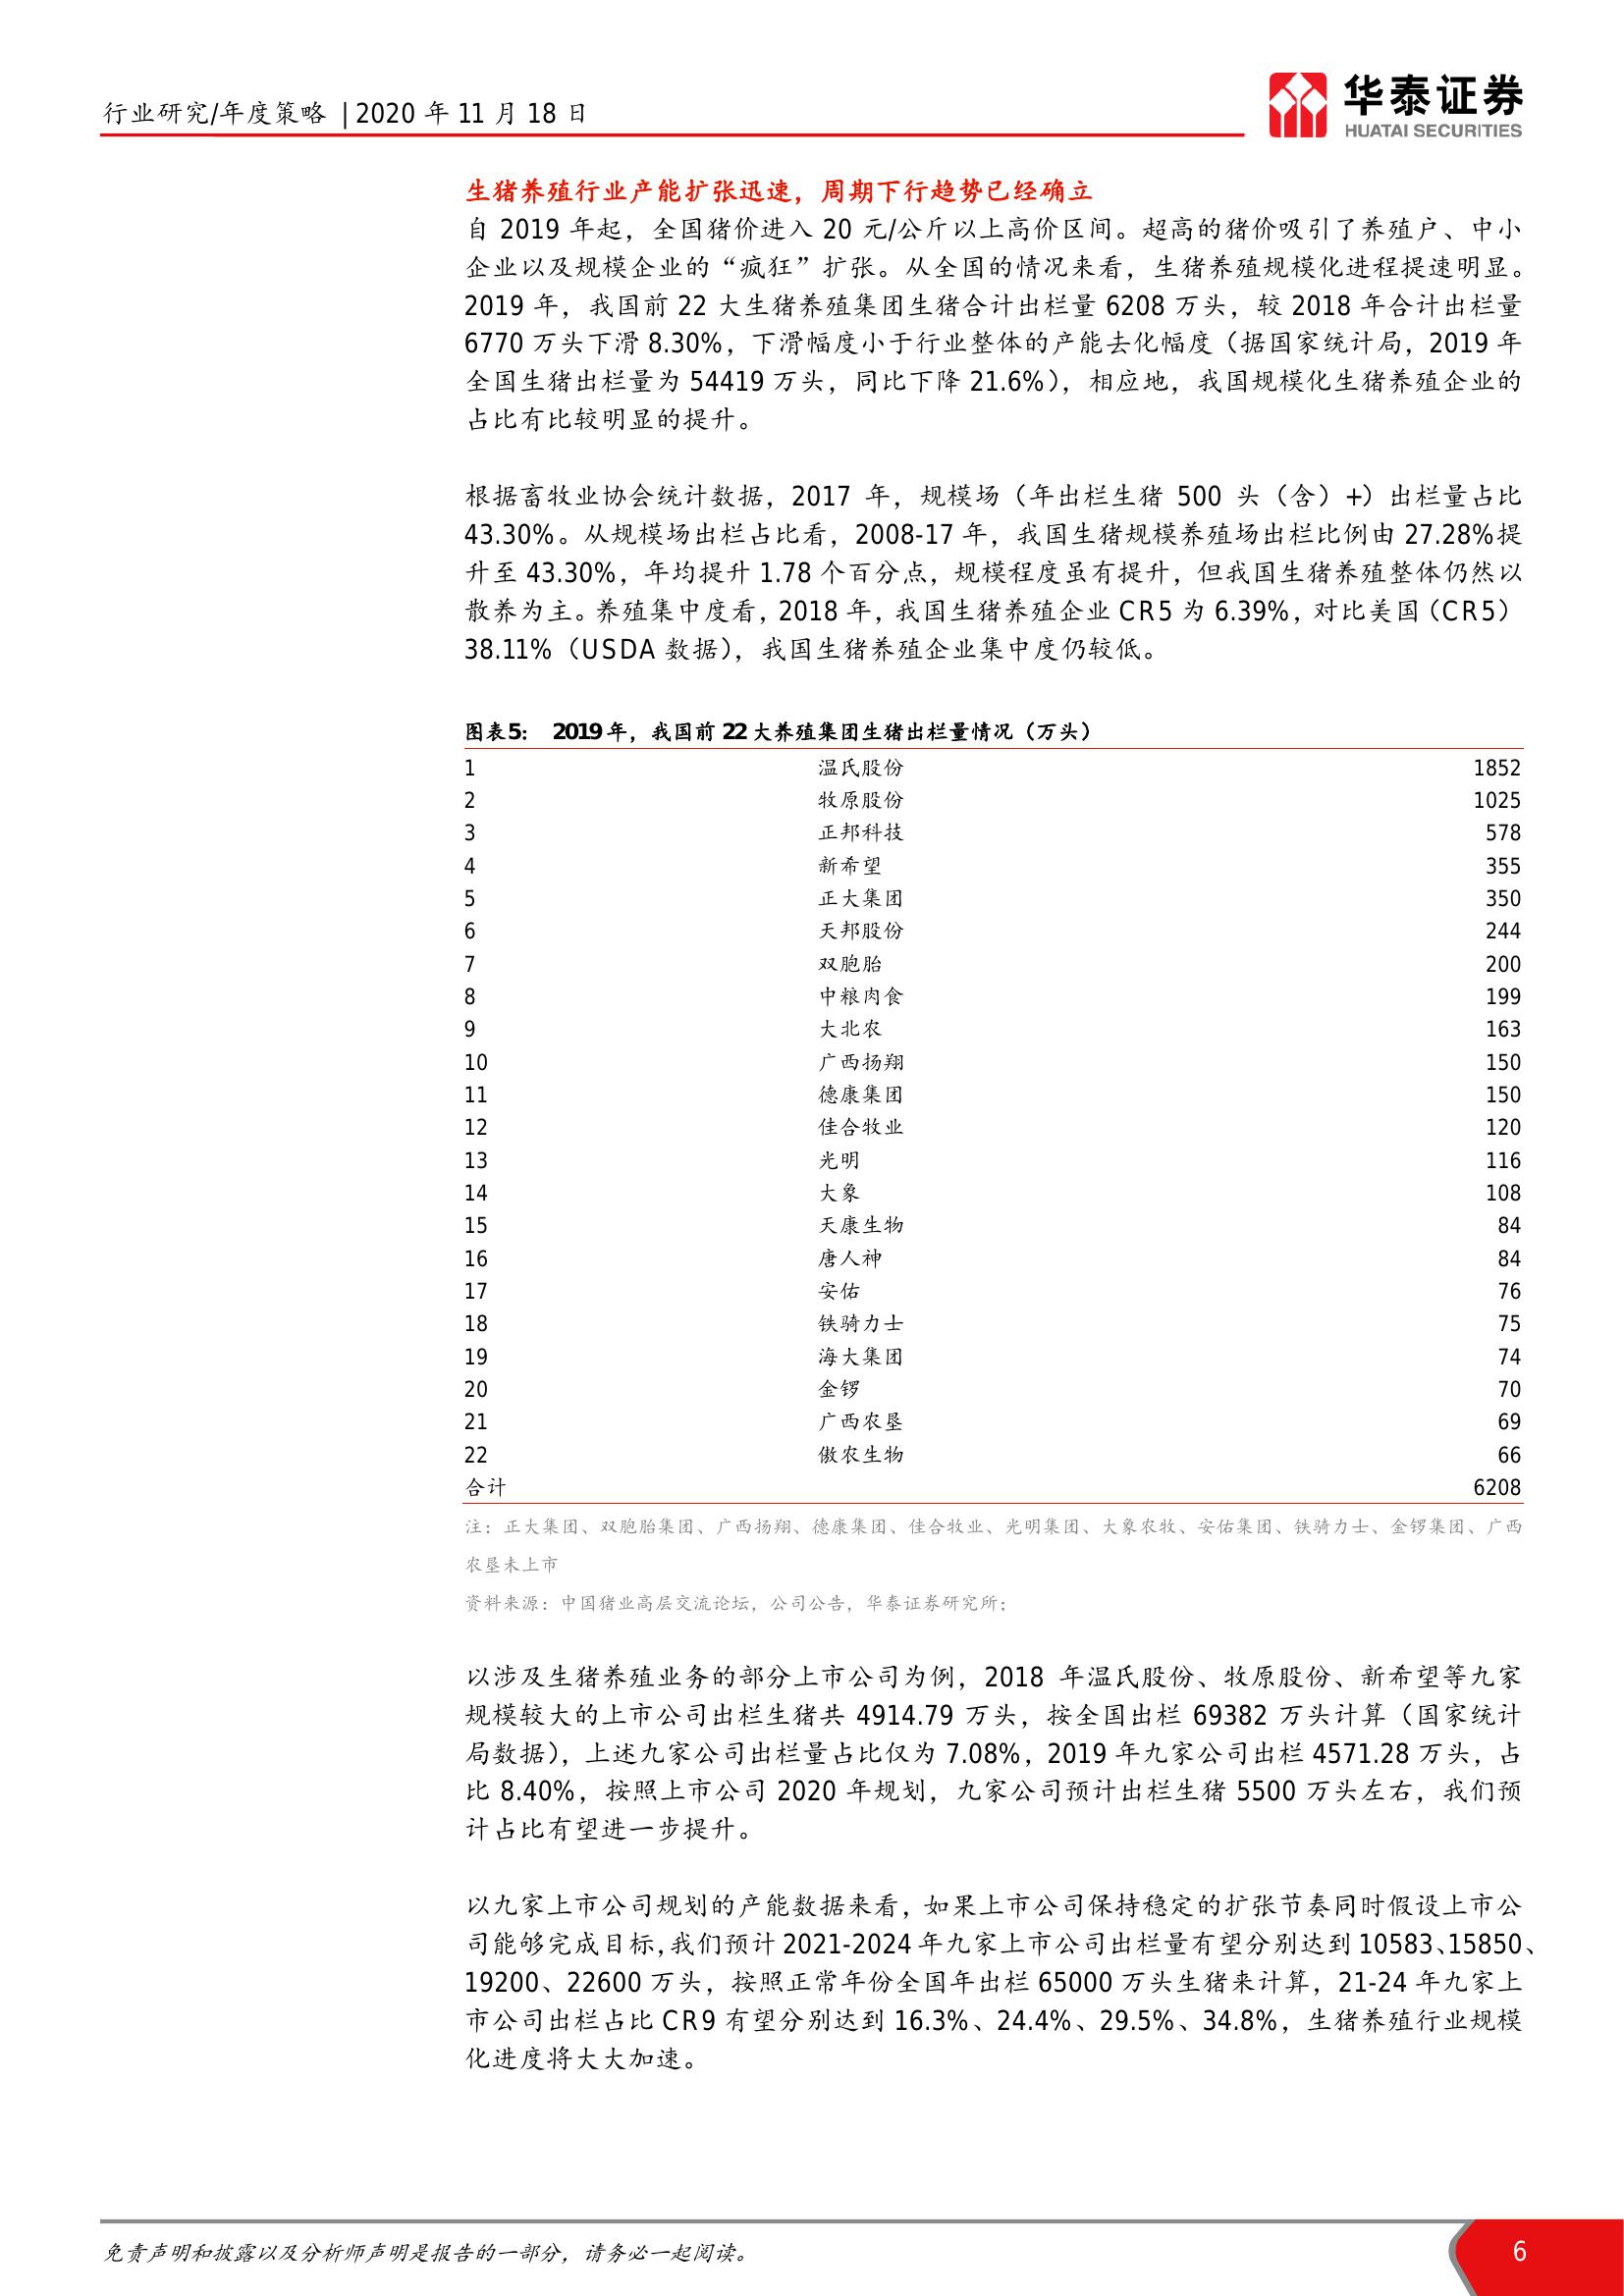 行业研究/年度策略 | 2020 年 11 月 18 日
华泰证券
HUATAI SECURITIES
生猪养殖行业产能扩张迅速，周期下行趋势已经确立
自 2019 年起，全国猪价进入 20 元/公斤以上高价区间。超高的猪价吸引了养殖户、中小
企业以及规模企业的“疯狂”扩张。从全国的情况来看，生猪养殖规模化进程提速明显。
2019 年，我国前 22 大生猪养殖集团生猪合计出栏量 6208 万头，较 2018 年合计出栏量
6770 万头下滑 8.30%，下滑幅度小于行业整体的产能去化幅度（据国家统计局，2019 年
全国生猪出栏量为 54419 万头，同比下降 21.6%），相应地，我国规模化生猪养殖企业的
占比有比较明显的提升。
根据畜牧业协会统计数据，2017 年，规模场（年出栏生猪 500 头（含）+）出栏量占比
43.30%。从规模场出栏占比看，2008-17 年，我国生猪规模养殖场出栏比例由 27.28%提
升至 43.30%，年均提升 1.78 个百分点，规模程度虽有提升，但我国生猪养殖整体仍然以
散养为主。养殖集中度看，2018 年，我国生猪养殖企业 CR5 为 6.39%，对比美国（CR5）
38.11%（USDA 数据），我国生猪养殖企业集中度仍较低。
图表5： 2019 年，我国前 22 大养殖集团生猪出栏量情况（万头）
1 温氏股份 1852
2 牧原股份 1025
3 正邦科技 578
4 新希望 355
5 正大集团 350
6 天邦股份 244
7 双胞胎 200
8 中粮肉食 199
9 大北农 163
10 广西扬翔 150
11 德康集团 150
12 佳合牧业 120
13 光明 116
14 大象 108
15 天康生物 84
16 唐人神 84
17 安佑 76
18 铁骑力士 75
19 海大集团 74
20 金锣 70
21 广西农垦 69
22 傲农生物 66
合计 6208
注：正大集团、双胞胎集团、广西扬翔、德康集团、佳合牧业、光明集团、大象农牧、安佑集团、铁骑力士、金锣集团、广西
农垦未上市
资料来源：中国猪业高层交流论坛，公司公告，华泰证券研究所；
以涉及生猪养殖业务的部分上市公司为例，2018 年温氏股份、牧原股份、新希望等九家
规模较大的上市公司出栏生猪共 4914.79 万头，按全国出栏 69382 万头计算（国家统计
局数据），上述九家公司出栏量占比仅为 7.08%，2019 年九家公司出栏 4571.28 万头，占
比 8.40%，按照上市公司 2020 年规划，九家公司预计出栏生猪 5500 万头左右，我们预
计占比有望进一步提升。
以九家上市公司规划的产能数据来看，如果上市公司保持稳定的扩张节奏同时假设上市公
司能够完成目标，我们预计 2021-2024 年九家上市公司出栏量有望分别达到 10583、15850、
19200、22600 万头，按照正常年份全国年出栏 65000 万头生猪来计算，21-24 年九家上
市公司出栏占比 CR9 有望分别达到 16.3%、24.4%、29.5%、34.8%，生猪养殖行业规模
化进度将大大加速。
免责声明和披露以及分析师声明是报告的一部分，请务必一起阅读。
6